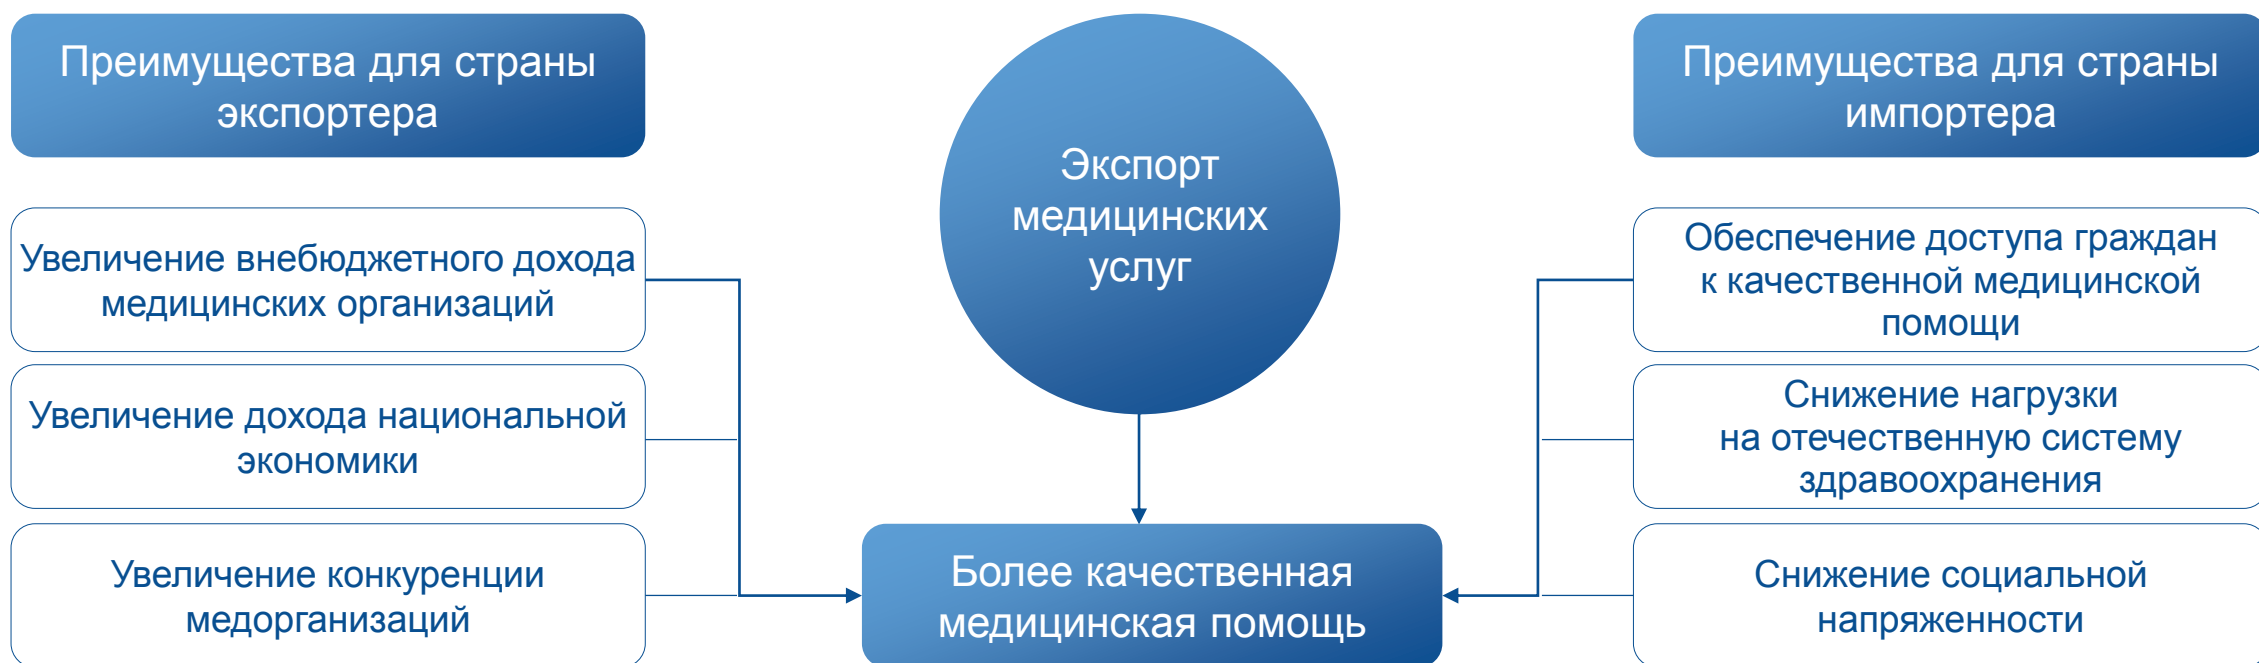 Преимущества для страны
экспортера
Увеличение внебюджетного дохода
медицинских организаций
Увеличение дохода национальной
экономики
Увеличение конкуренции
медорганизаций
Экспорт
медицинских
услуг
Более качественная
медицинская помощь
Преимущества для страны
импортера
Обеспечение доступа граждан
к качественной медицинской
помощи
Снижение нагрузки
на отечественную систему
здравоохранения
Снижение социальной
напряженности